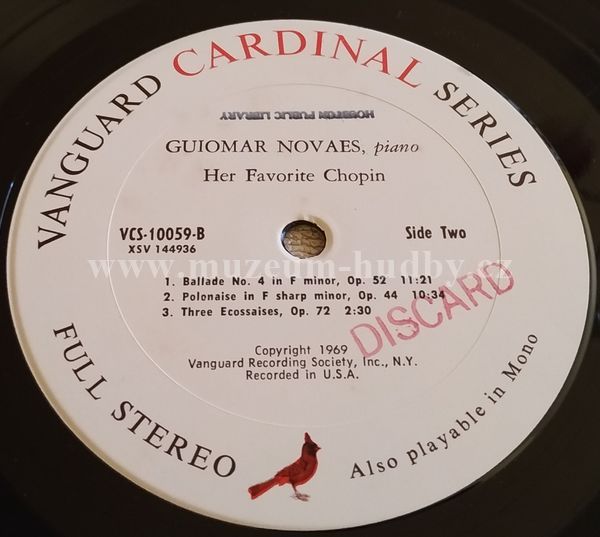 VANGUARD CARDINAL SERIES
HOUSTON PUBLIC LIBRARY
GUIOMAR NOVAES, piano
Her Favorite Chopin
VCS-10059-B
XSV 144936
Side Two
www.muzeum-hudby.cz
1. Ballade No. 4 in F minor, Op. 52 11:21
2. Polonaise in F sharp minor, Op. 44 10:34
3. Three Ecossaises, Op. 72 2:30
DISCARD
Copyright 1969
Vanguard Recording Society, Inc., N.Y.
Recorded in U.S.A.
FULL STEREO
Also playable in Mono